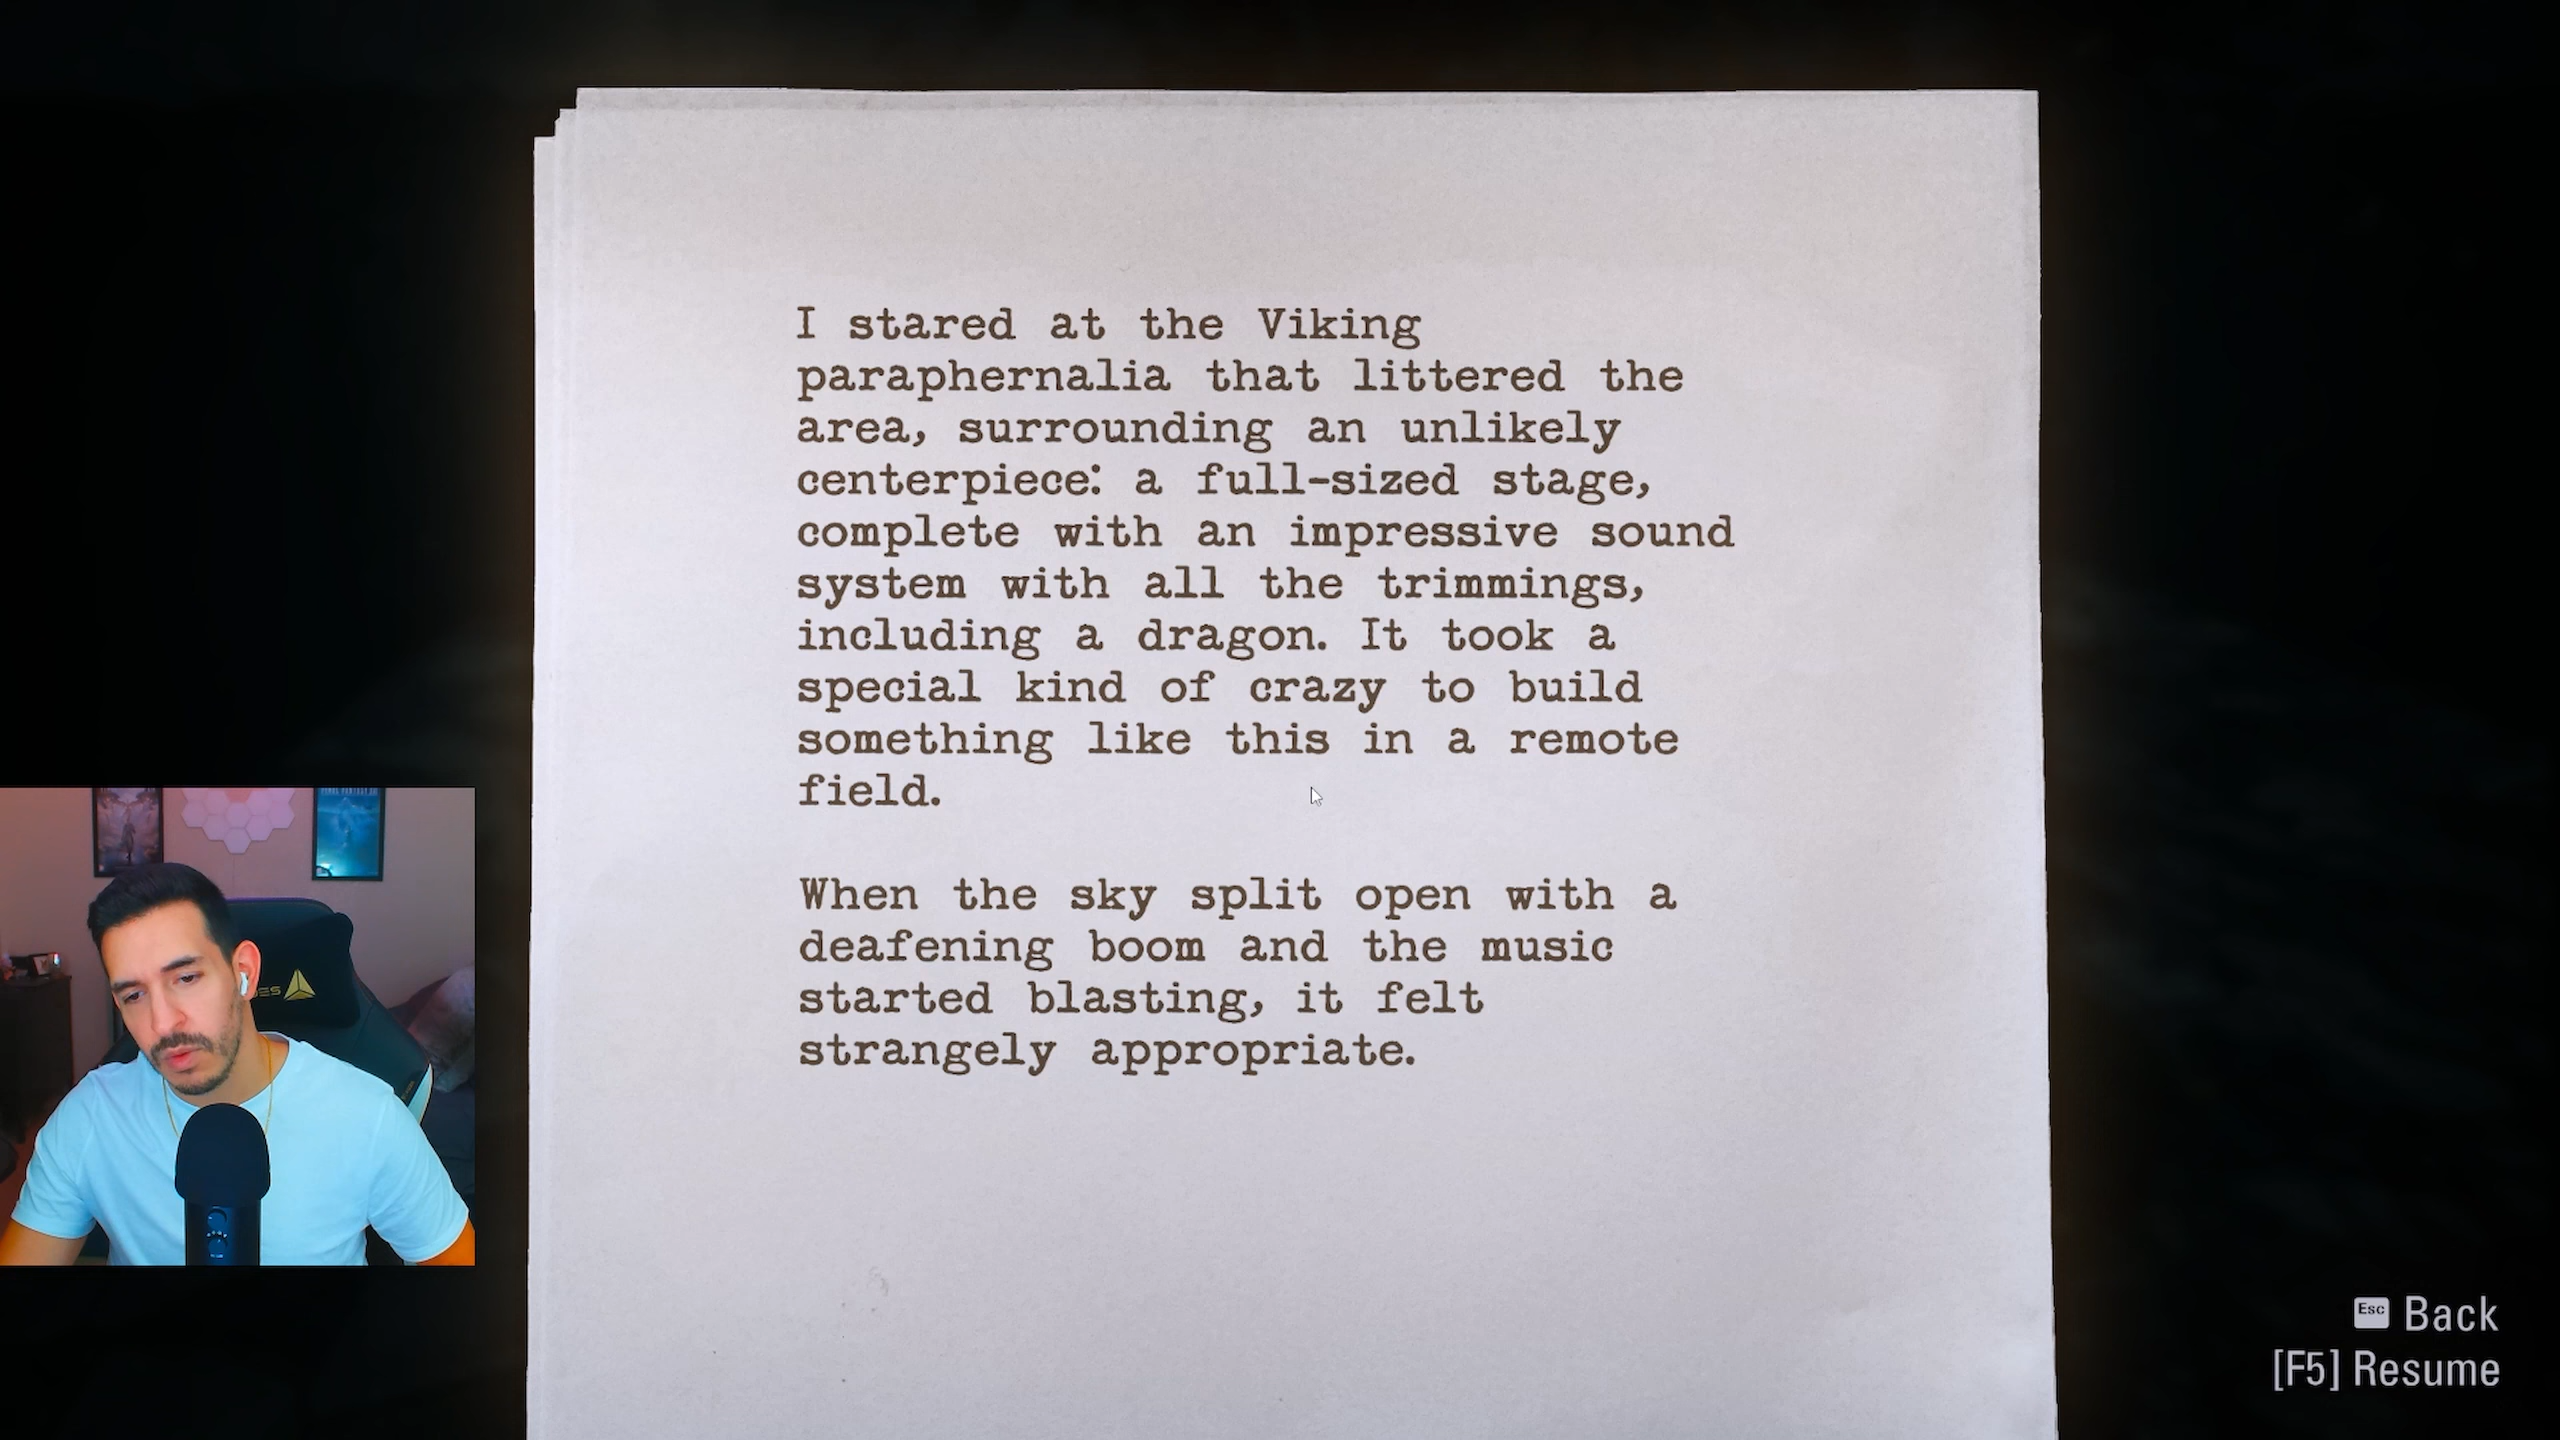 I stared at the Viking
paraphernalia that littered the
area, surrounding an unlikely
centerpiece: a full-sized stage,
complete with an impressive sound
system with all the trimmings,
including a dragon. It took a
special kind of crazy to build
something like this in a remote
field.
When the sky split open with a
deafening boom and the music
started blasting, it felt
strangely appropriate.
Esc Back
[F5] Resume